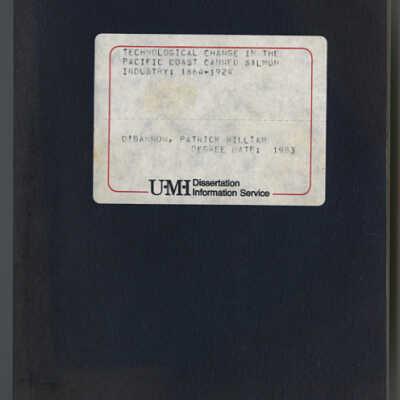 TECHNOLOGICAL CHANGE IN THE
PACIFIC COAST CANNED SALMON
INDUSTRY: 1864-1924
O'BANNON, PATRICK WILLIAM
DEGREE DATE: 1983
U·M·I Dissertation
Information Service